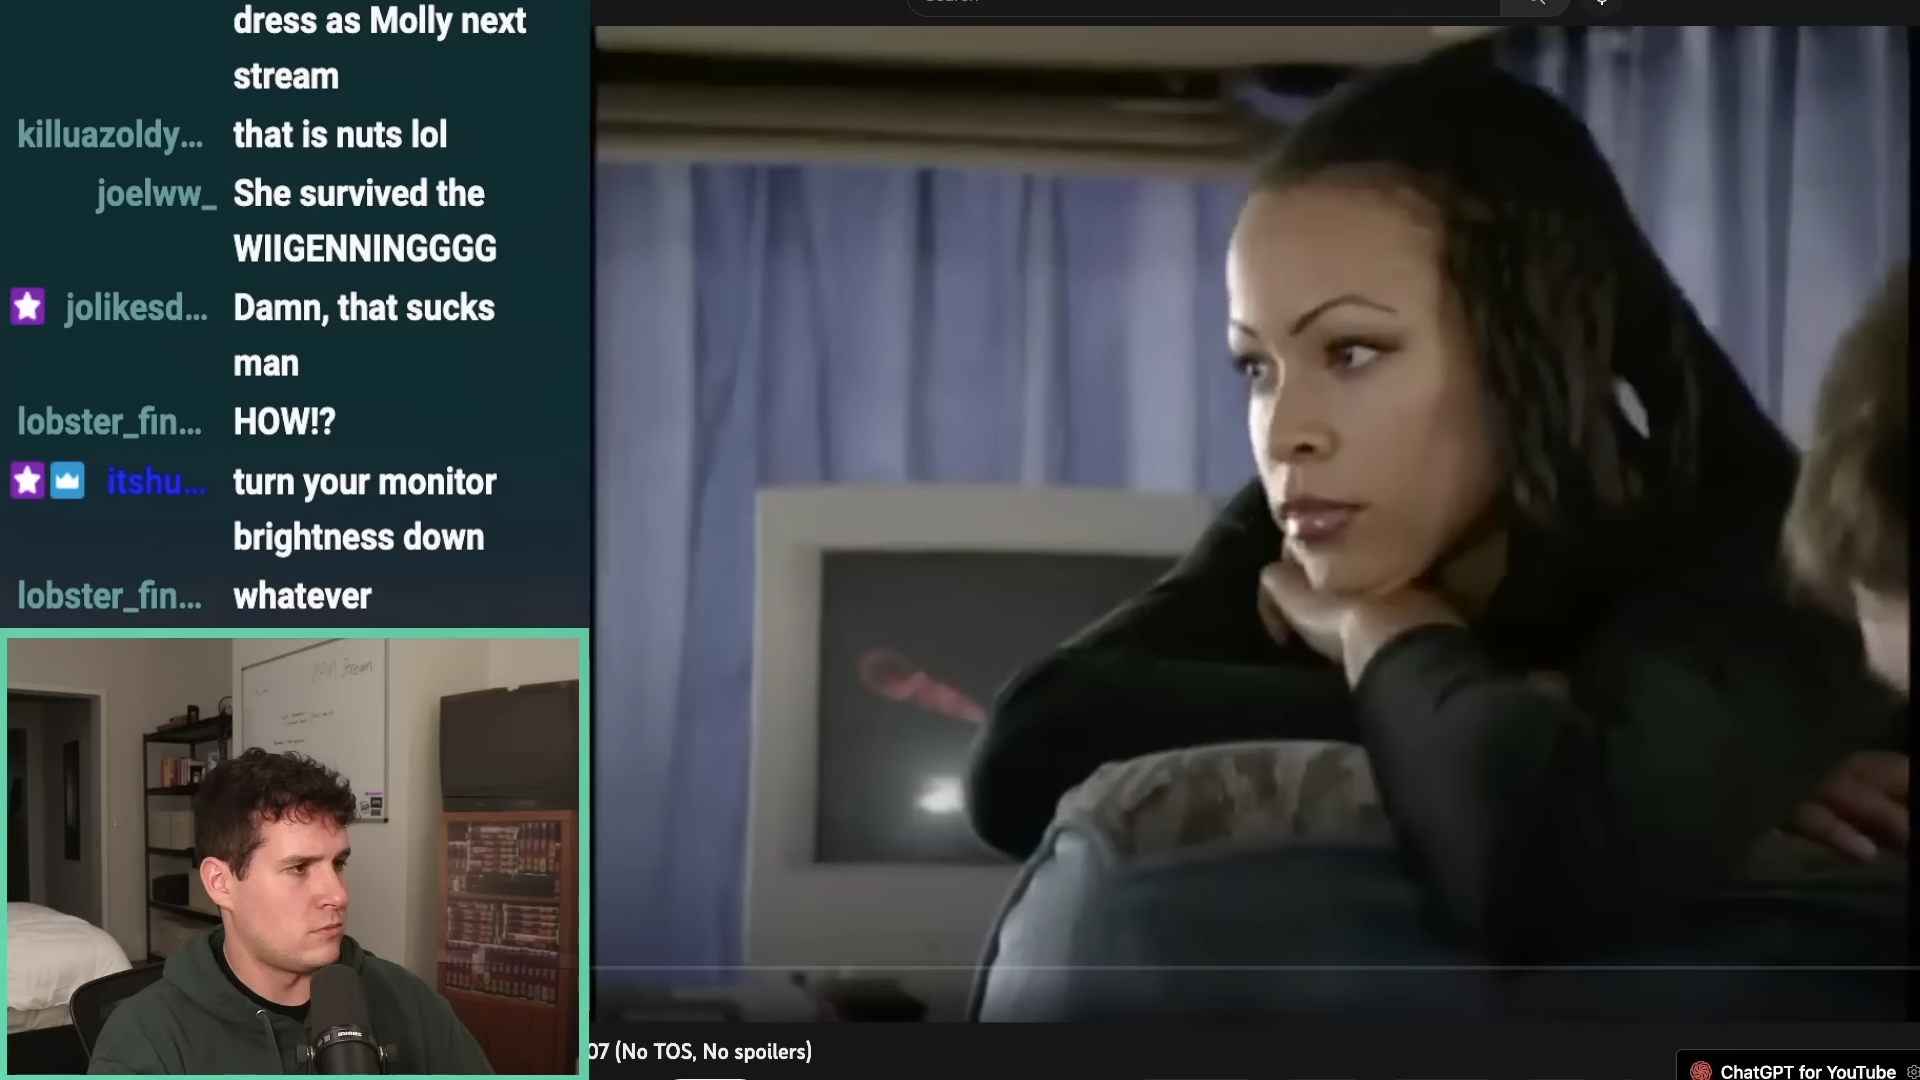 Search
dress as Molly next
stream
killuazoldy... that is nuts lol
joelww_ She survived the
WIIGENNINGGGG
jolikesd... Damn, that sucks
man
lobster_fin... HOW!?
itshu... turn your monitor
brightness down
lobster_fin... whatever
07 (No TOS, No spoilers)
ChatGPT for YouTube